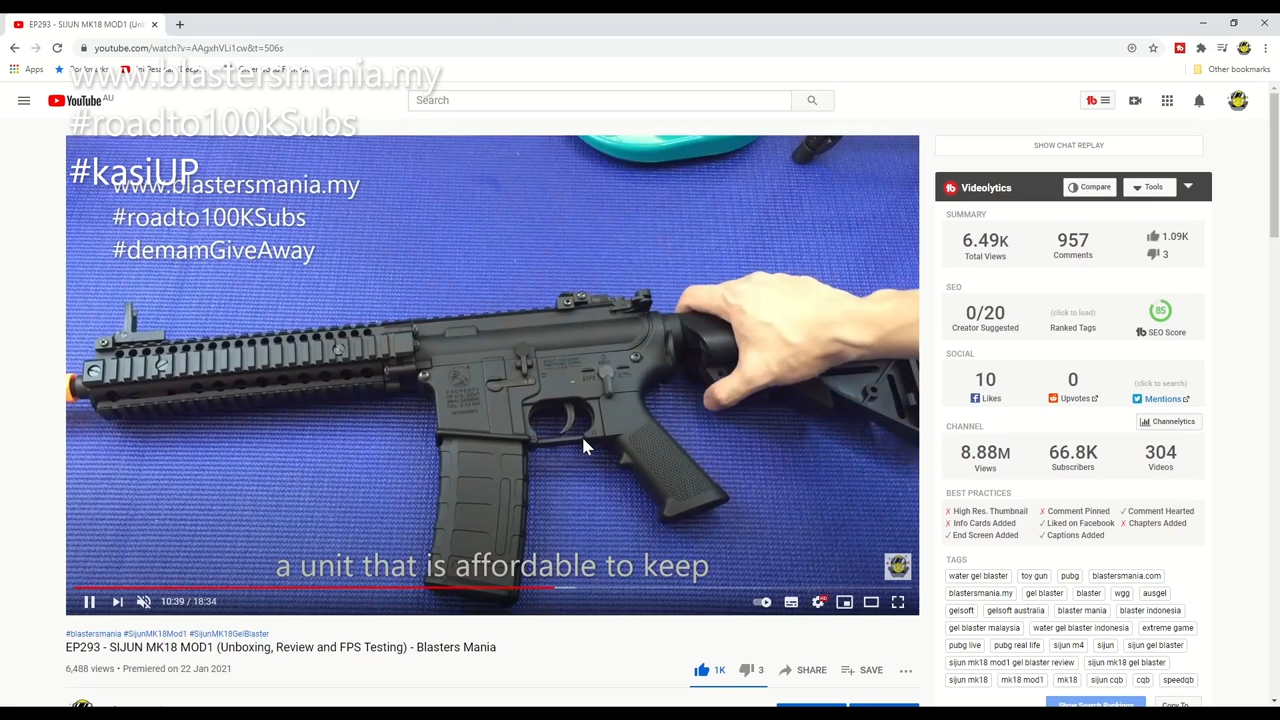 EP293 - SIJUN MK18 MOD1 (Unb
youtube.com/watch?v=AAgxhVLi1cw&t=506s
Apps
Other bookmarks
www.blastersmania.my
#roadto100kSubs
#kasiUP
YouTube AU
Search
www.blastersmania.my
#roadto100KSubs
#demamGiveAway
a unit that is affordable to keep
10:39 / 18:34
#blastersmania #SijunMK18Mod1 #SijunMK18GelBlaster
EP293 - SIJUN MK18 MOD1 (Unboxing, Review and FPS Testing) - Blasters Mania
6,488 views • Premiered on 22 Jan 2021
1K 3 SHARE SAVE
SHOW CHAT REPLAY
Videolytics Compare Tools
SUMMARY
6.49K 957 1.09K
Total Views Comments 3
SEO
0/20 (click to load) 85
Creator Suggested Ranked Tags SEO Score
SOCIAL
10 0 (click to search)
Likes Upvotes Mentions
Channelytics
CHANNEL
8.88M 66.8K 304
Views Subscribers Videos
BEST PRACTICES
High Res. Thumbnail Comment Pinned Comment Hearted
Info Cards Added Liked on Facebook Chapters Added
End Screen Added Captions Added
TAGS
water gel blaster toy gun pubg blastersmania.com
blastersmania.my gel blaster blaster wgg ausgel
gelsoft gelsoft australia blaster mania blaster indonesia
gel blaster malaysia water gel blaster indonesia extreme game
pubg live pubg real life sijun m4 sijun sijun gel blaster
sijun mk18 mod1 gel blaster review sijun mk18 gel blaster
sijun mk18 mk18 mod1 mk18 sijun cqb cqb speedqb
Show Search Rankings Copy To